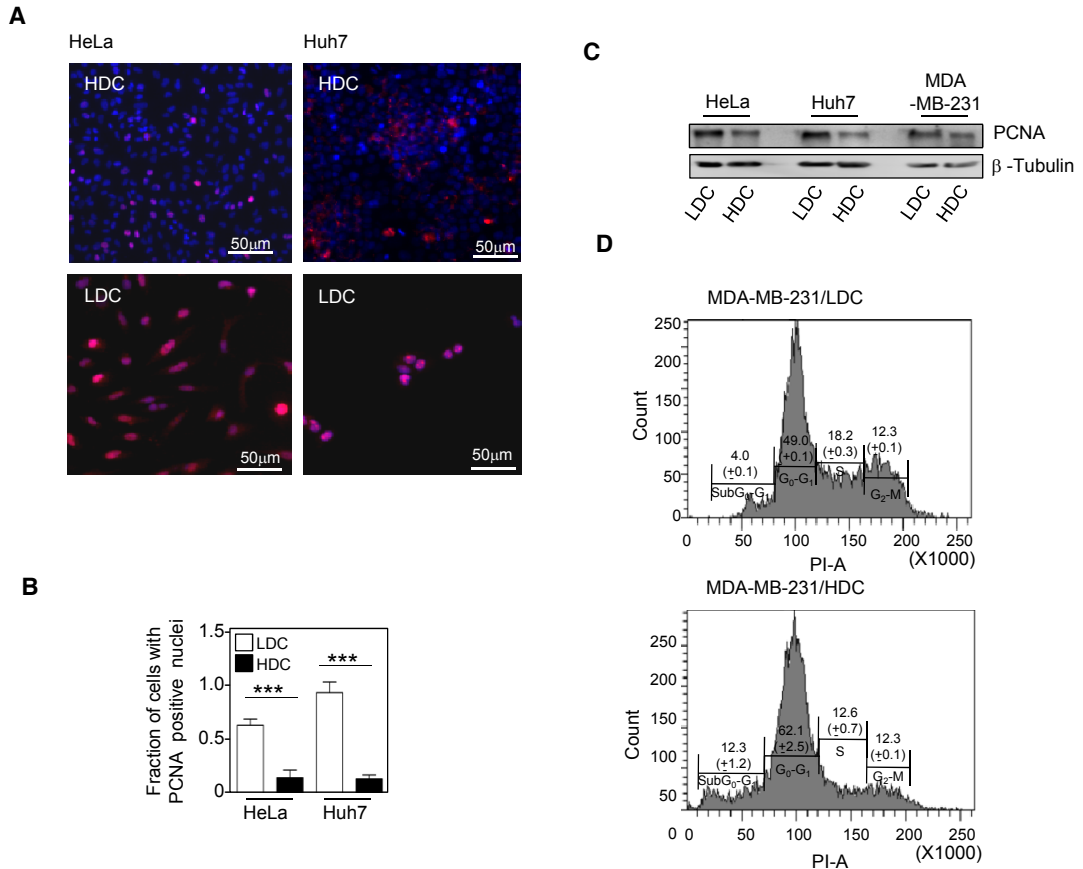 A
HeLa
Huh7
HDC
HDC
50µm
50µm
LDC
LDC
50µm
50µm
B
Fraction of cells with
PCNA positive nuclei
1.5
1.0
0.5
0
LDC
HDC
***
***
HeLa
Huh7
C
HeLa
Huh7
MDA
-MB-231
PCNA
β -Tubulin
LDC
HDC
LDC
HDC
LDC
HDC
D
MDA-MB-231/LDC
Count
250
200
150
100
50
0
4.0
(±0.1)
SubG₀-G₁
49.0
(±0.1)
G₀-G₁
18.2
(±0.3)
S
12.3
(±0.1)
G₂-M
0 50 100 150 200 250
PI-A
(X1000)
MDA-MB-231/HDC
Count
250
200
150
100
50
12.3
(±1.2)
SubG₀-G₁
62.1
(±2.5)
G₀-G₁
12.6
(±0.7)
S
12.3
(±0.1)
G₂-M
0 0 50 100 150 200 250
PI-A
(X1000)